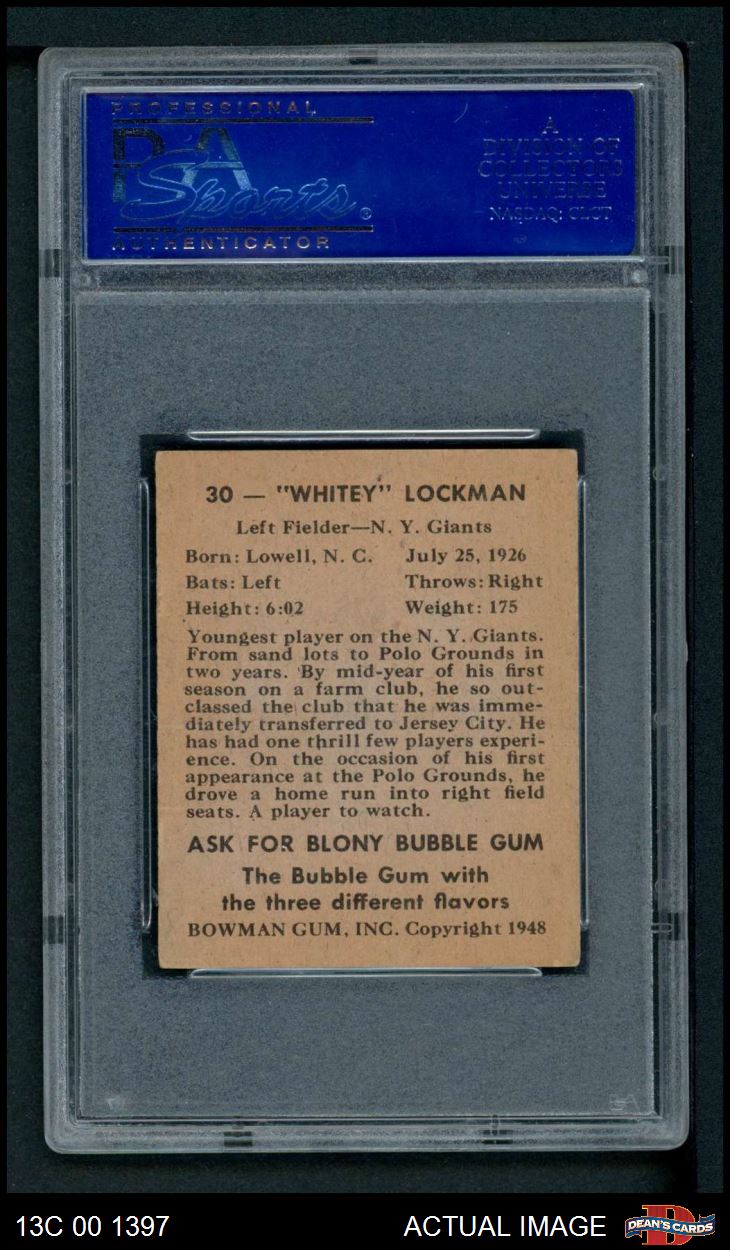 PROFESSIONAL
PSA
Sports®
AUTHENTICATOR
A
DIVISION OF
COLLECTORS
UNIVERSE
NASDAQ: CLCT
30 — "WHITEY" LOCKMAN
Left Fielder—N. Y. Giants
Born: Lowell, N. C. July 25, 1926
Bats: Left Throws: Right
Height: 6:02 Weight: 175
Youngest player on the N. Y. Giants.
From sand lots to Polo Grounds in
two years. By mid-year of his first
season on a farm club, he so out-
classed the club that he was imme-
diately transferred to Jersey City. He
has had one thrill few players experi-
ence. On the occasion of his first
appearance at the Polo Grounds, he
drove a home run into right field
seats. A player to watch.
ASK FOR BLONY BUBBLE GUM
The Bubble Gum with
the three different flavors
BOWMAN GUM, INC. Copyright 1948
13C 00 1397 ACTUAL IMAGE DEAN'S CARDS